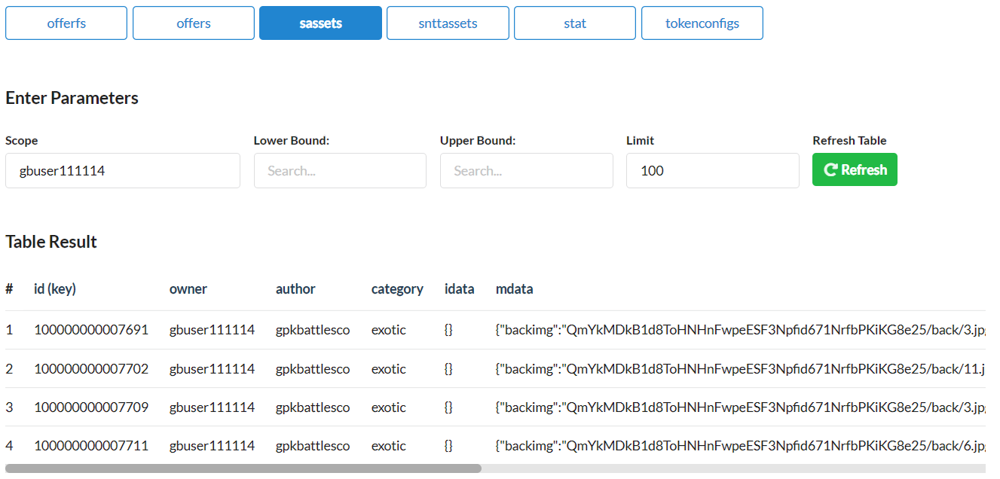 offerfs offers sassets snttassets stat tokenconfigs
Enter Parameters
Scope Lower Bound: Upper Bound: Limit Refresh Table
gbuser111114 Search... Search... 100 Refresh
Table Result
# id (key) owner author category idata mdata
1 100000000007691 gbuser111114 gpkbattlesco exotic {} {"backimg":"QmYkMDkB1d8ToHNHnFwpeESF3Npfid671NrfbPKiKG8e25/back/3.jpg
2 100000000007702 gbuser111114 gpkbattlesco exotic {} {"backimg":"QmYkMDkB1d8ToHNHnFwpeESF3Npfid671NrfbPKiKG8e25/back/11.j
3 100000000007709 gbuser111114 gpkbattlesco exotic {} {"backimg":"QmYkMDkB1d8ToHNHnFwpeESF3Npfid671NrfbPKiKG8e25/back/3.jpg
4 100000000007711 gbuser111114 gpkbattlesco exotic {} {"backimg":"QmYkMDkB1d8ToHNHnFwpeESF3Npfid671NrfbPKiKG8e25/back/6.jpg